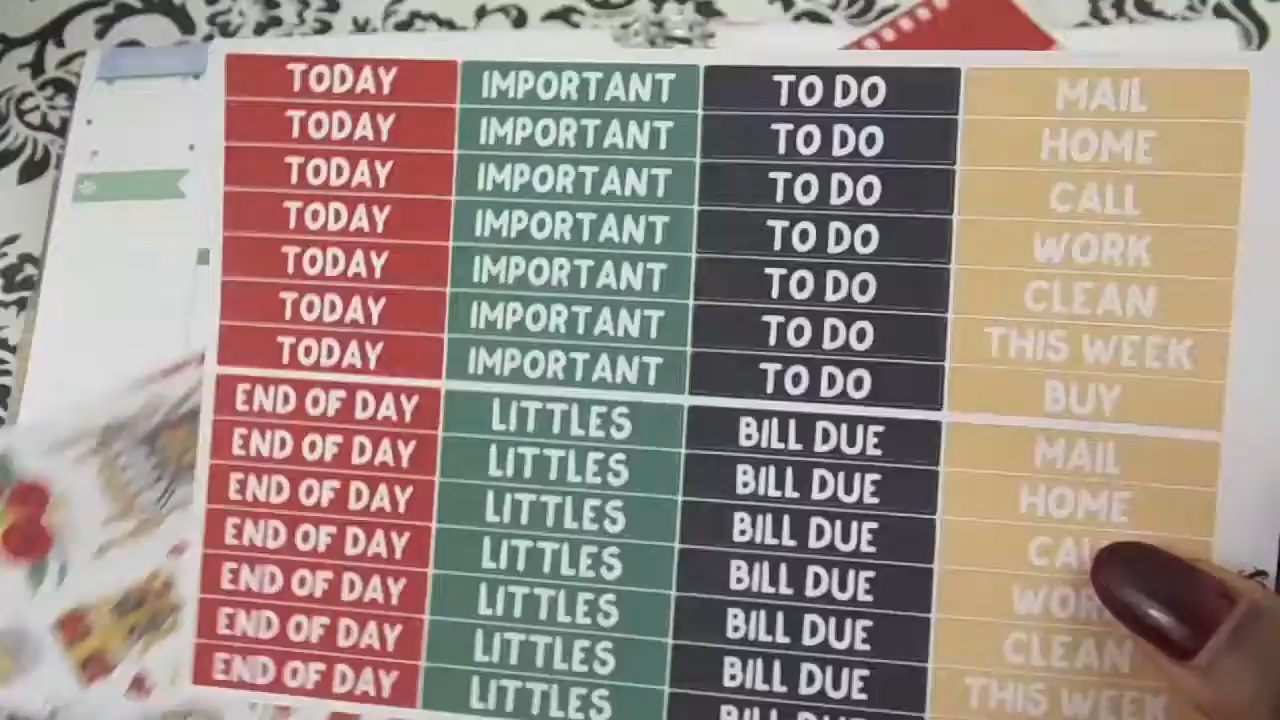 TODAY IMPORTANT TO DO MAIL
TODAY IMPORTANT TO DO HOME
TODAY IMPORTANT TO DO CALL
TODAY IMPORTANT TO DO WORK
TODAY IMPORTANT TO DO CLEAN
TODAY IMPORTANT TO DO THIS WEEK
TODAY IMPORTANT TO DO BUY
END OF DAY LITTLES BILL DUE MAIL
END OF DAY LITTLES BILL DUE HOME
END OF DAY LITTLES BILL DUE
END OF DAY LITTLES BILL DUE
END OF DAY LITTLES BILL DUE CLEAN
END OF DAY LITTLES BILL DUE THIS WEEK
END OF DAY LITTLES